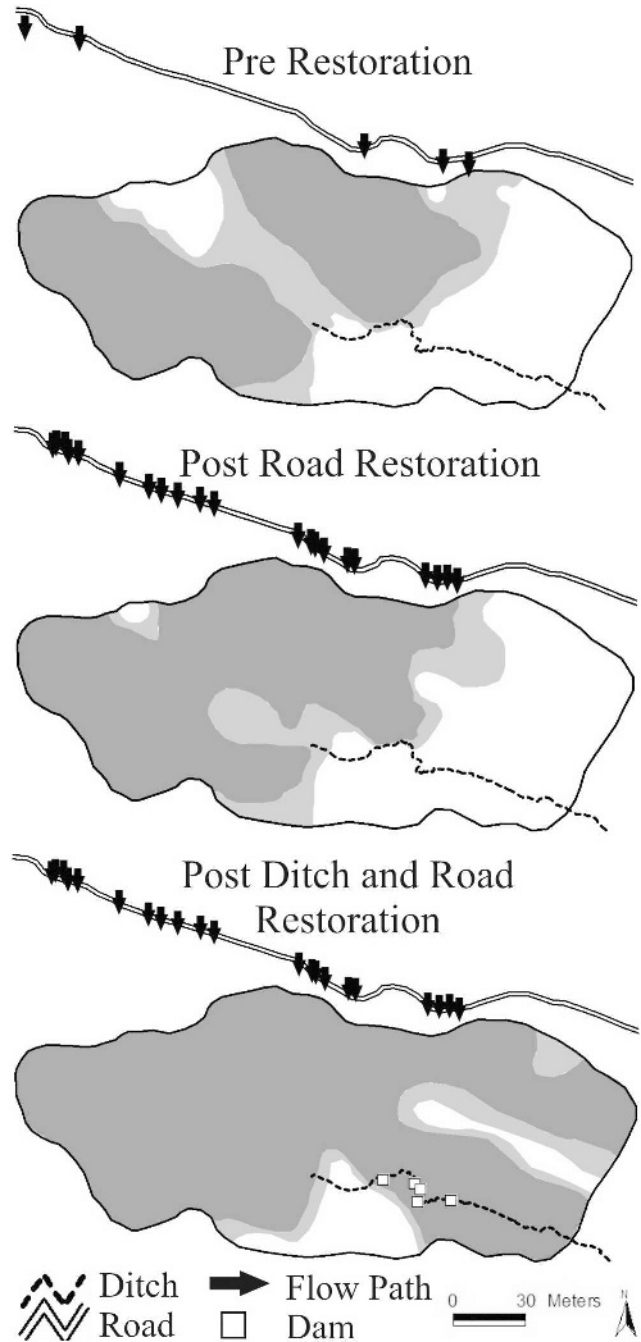 Pre Restoration
Post Road Restoration
Post Ditch and Road
Restoration
Ditch
Flow Path
0 30 Meters
N
Road
Dam